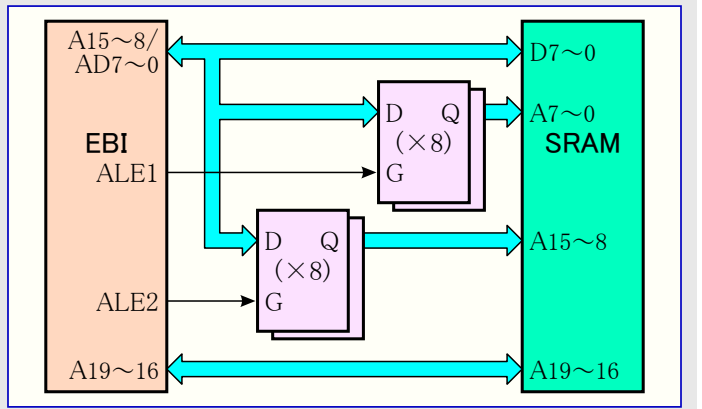 A15～8/
AD7～0
EBI
ALE1
ALE2
A19～16
D Q
(×8)
G
D Q
(×8)
G
D7～0
A7～0
SRAM
A15～8
A19～16